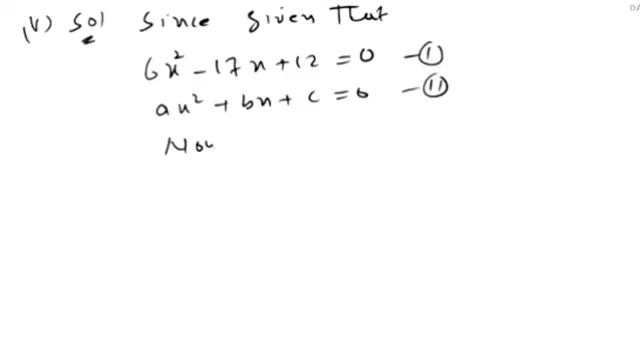 (V) Sol Since given that
6x² - 17x + 12 = 0 - (I)
ax² + bx + c = 0 - (II)
Now